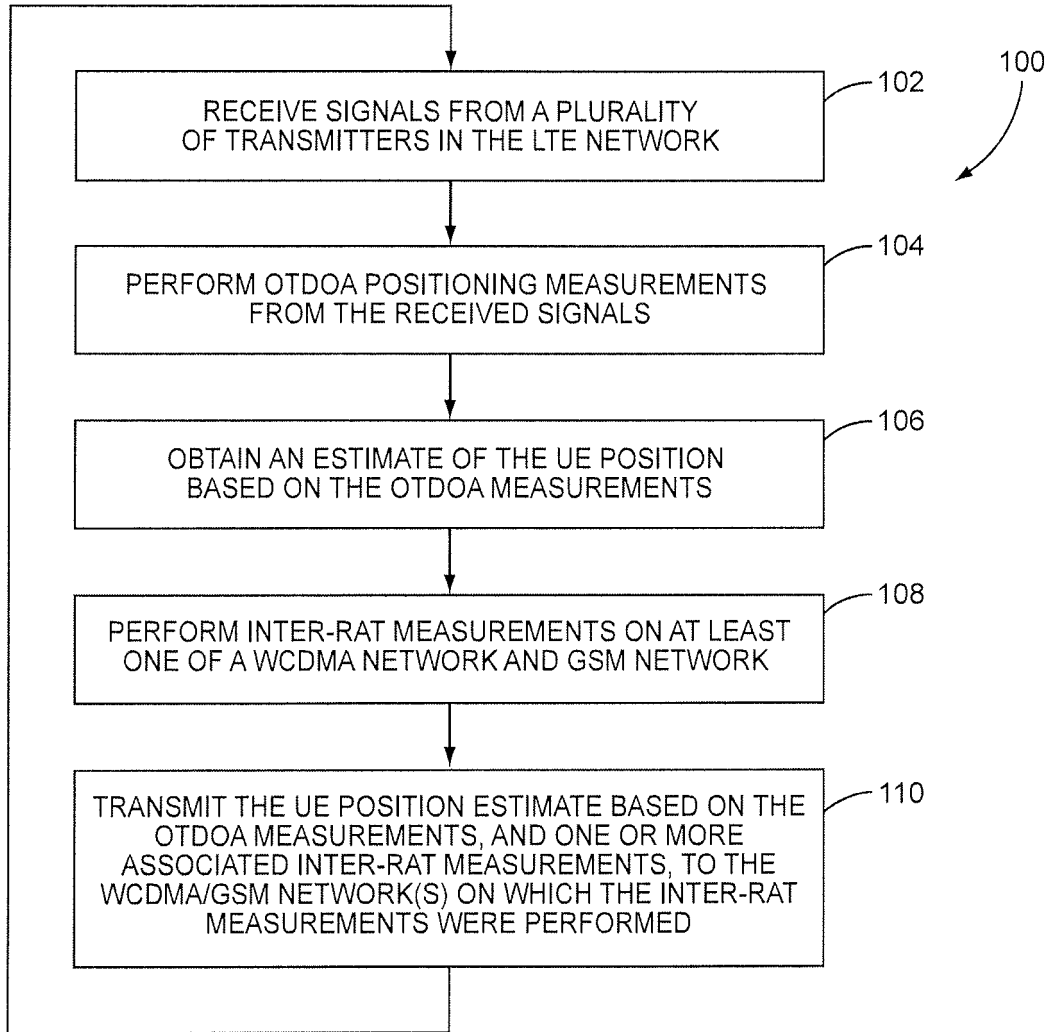 100
RECEIVE SIGNALS FROM A PLURALITY
OF TRANSMITTERS IN THE LTE NETWORK
102
PERFORM OTDOA POSITIONING MEASUREMENTS
FROM THE RECEIVED SIGNALS
104
OBTAIN AN ESTIMATE OF THE UE POSITION
BASED ON THE OTDOA MEASUREMENTS
106
PERFORM INTER-RAT MEASUREMENTS ON AT LEAST
ONE OF A WCDMA NETWORK AND GSM NETWORK
108
TRANSMIT THE UE POSITION ESTIMATE BASED ON THE
OTDOA MEASUREMENTS, AND ONE OR MORE
ASSOCIATED INTER-RAT MEASUREMENTS, TO THE
WCDMA/GSM NETWORK(S) ON WHICH THE INTER-RAT
MEASUREMENTS WERE PERFORMED
110